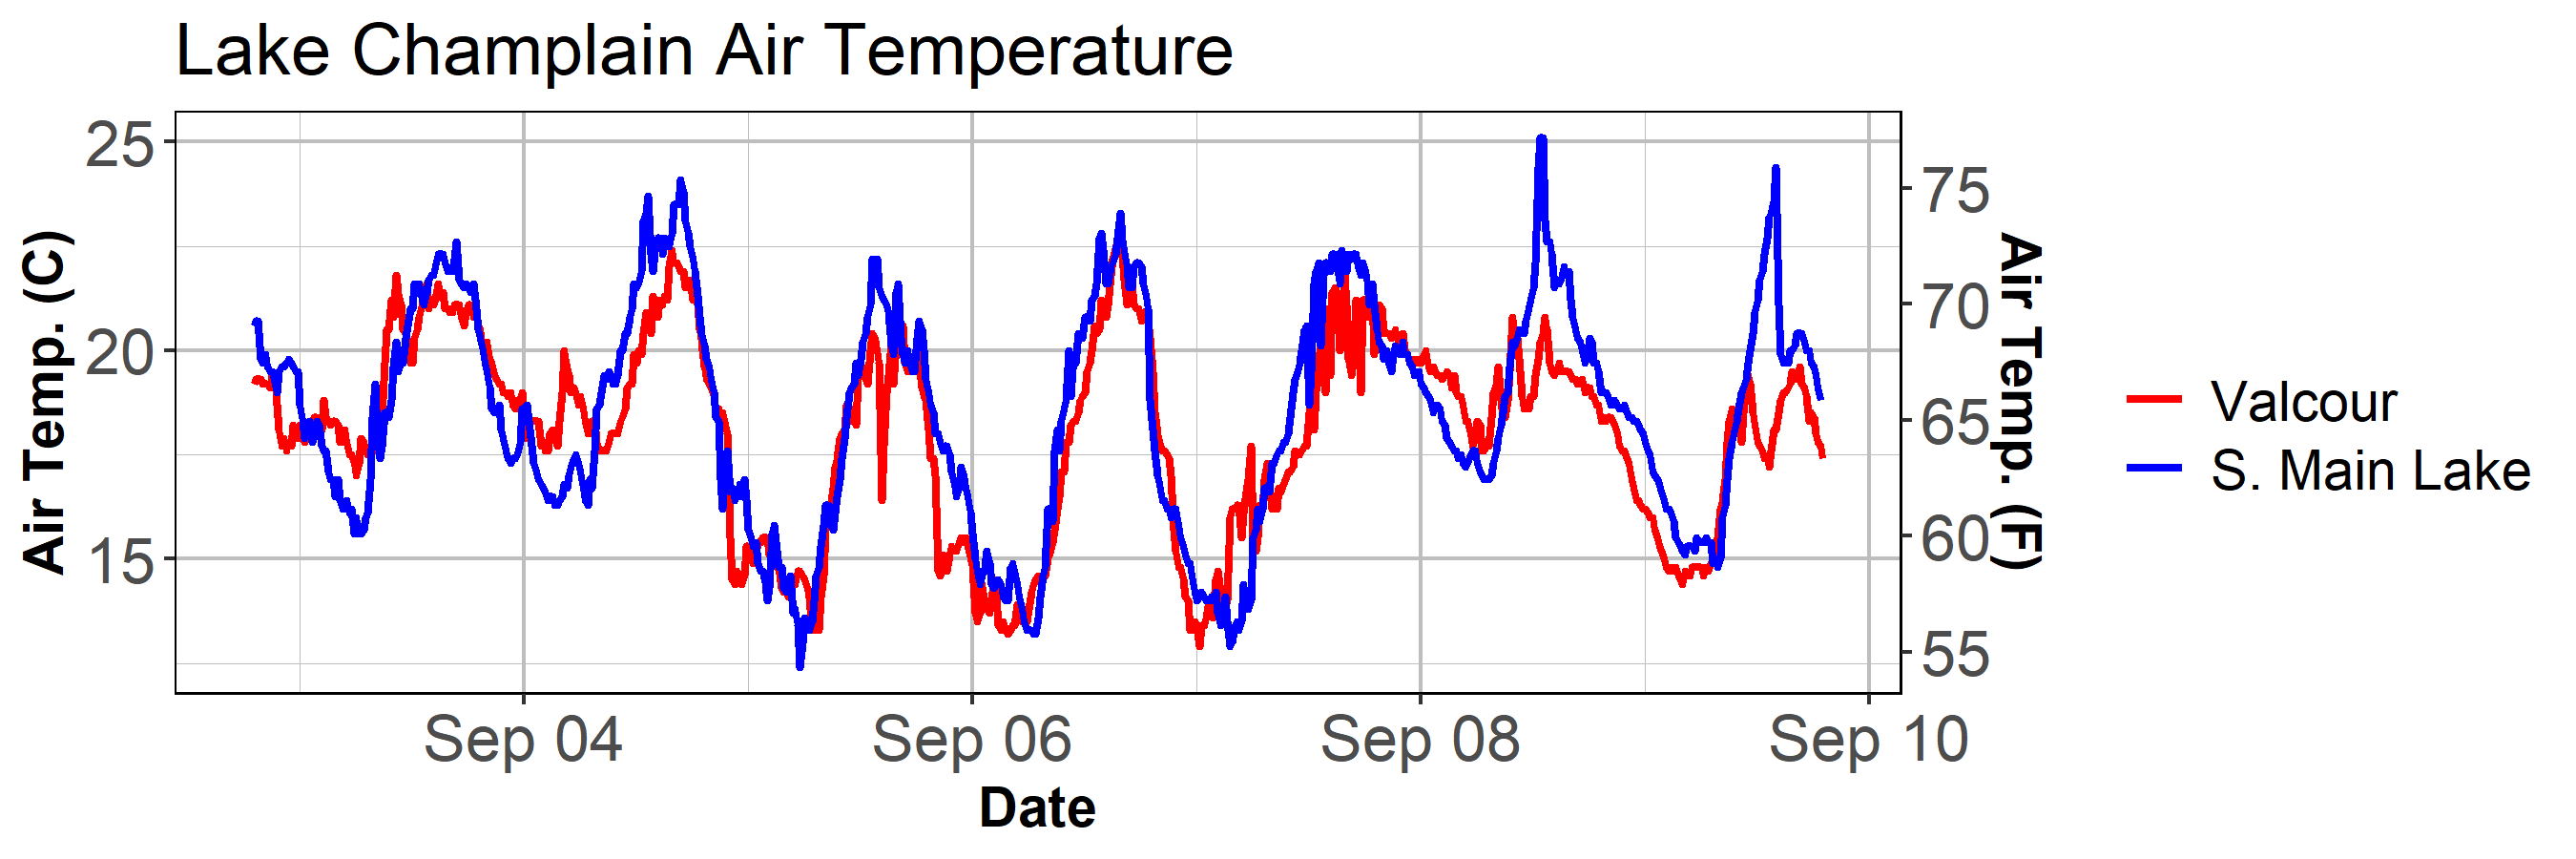 Lake Champlain Air Temperature
25
20
15
Air Temp. (C)
75
70
65
60
55
Air Temp. (F)
Sep 04
Sep 06
Sep 08
Sep 10
Date
Valcour
S. Main Lake